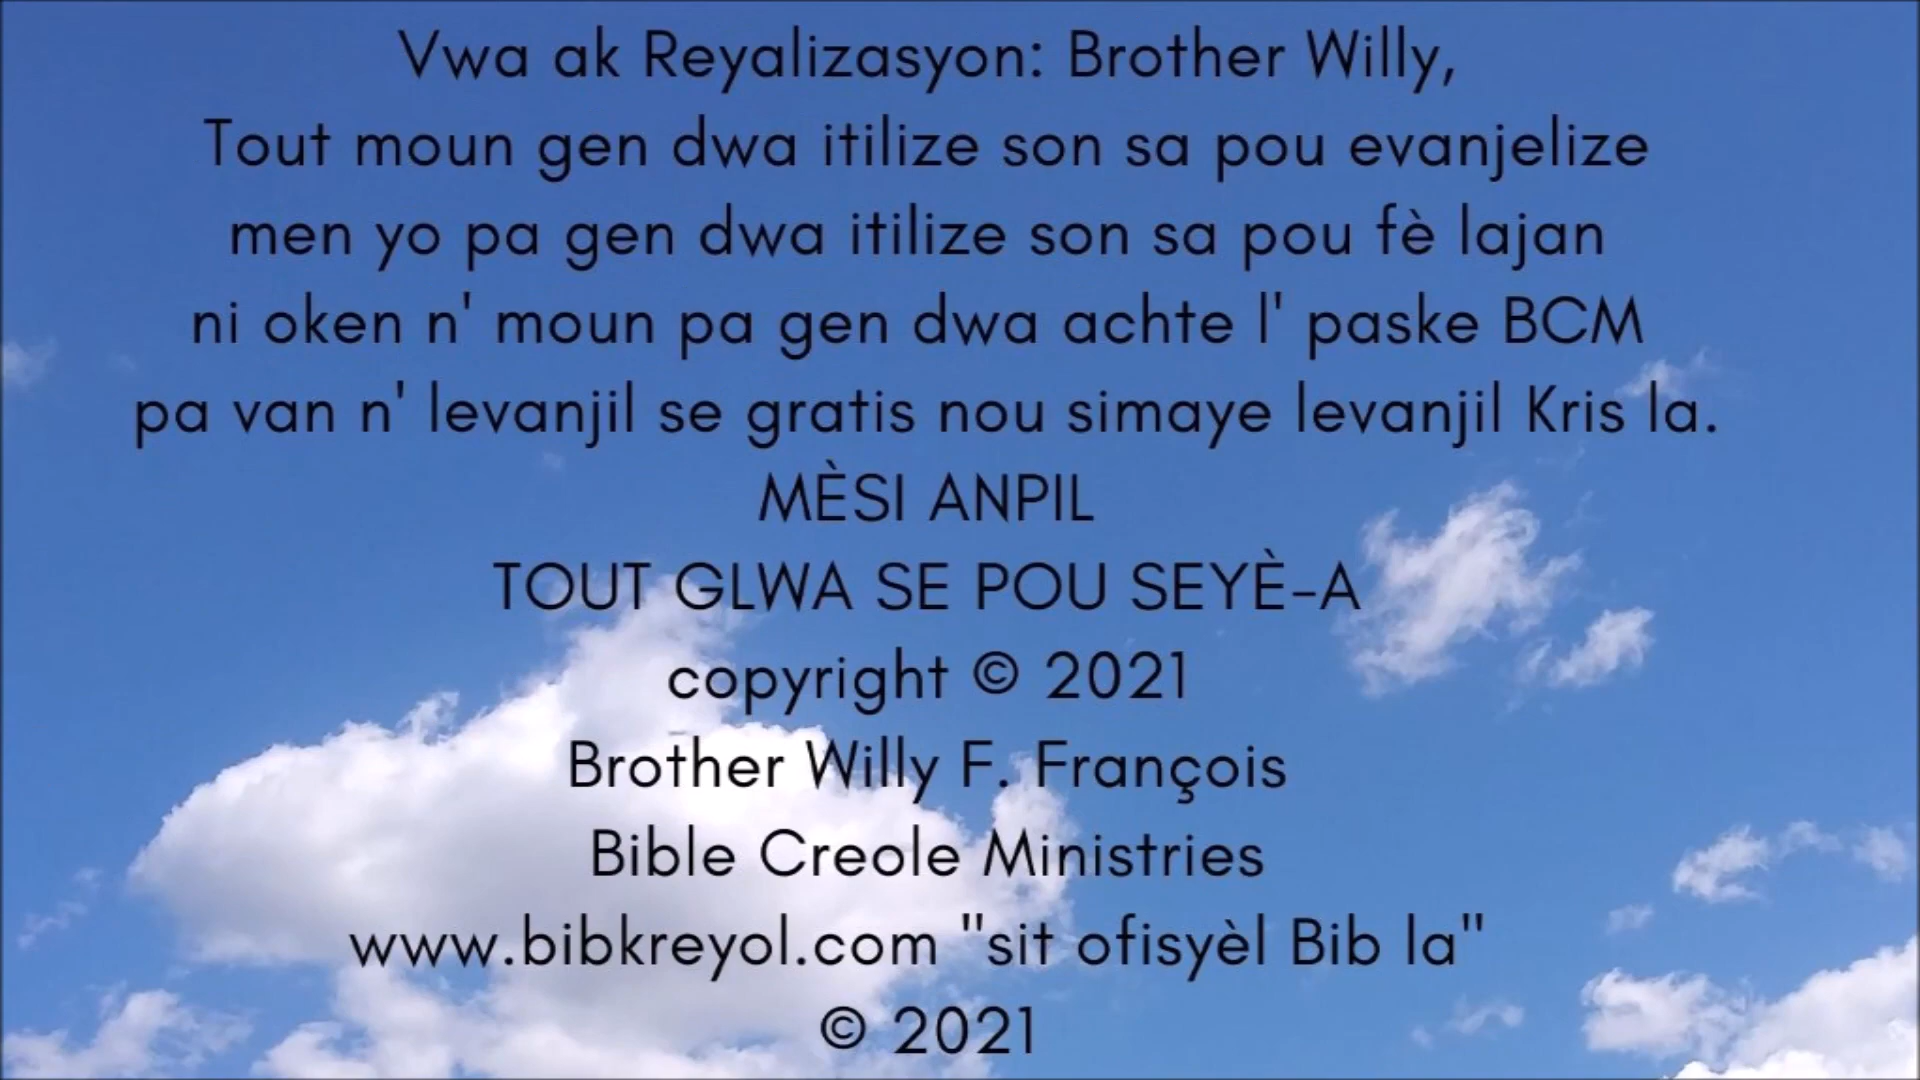 Vwa ak Reyalizasyon: Brother Willy,
Tout moun gen dwa itilize son sa pou evanjelize
men yo pa gen dwa itilize son sa pou fè lajan
ni oken n' moun pa gen dwa achte l' paske BCM
pa van n' levanjil se gratis nou simaye levanjil Kris la.
MÈSI ANPIL
TOUT GLWA SE POU SEYÈ-A
copyright © 2021
Brother Willy F. François
Bible Creole Ministries
www.bibkreyol.com "sit ofisyèl Bib la"
© 2021